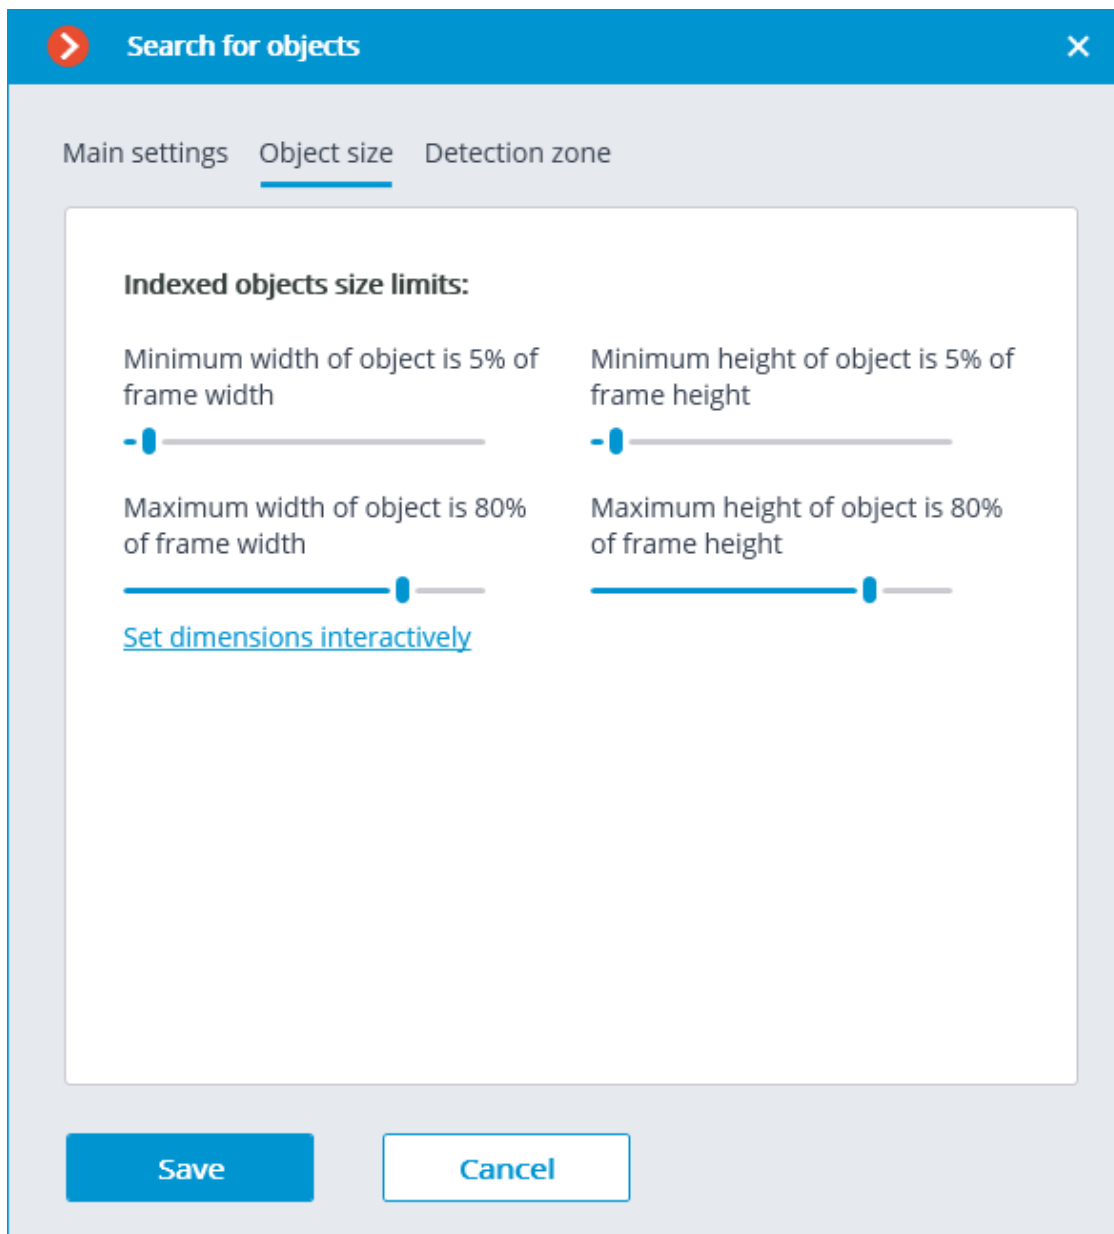 Search for objects
Main settings Object size Detection zone
Indexed objects size limits:
Minimum width of object is 5% of
frame width
Minimum height of object is 5% of
frame height
Maximum width of object is 80%
of frame width
Maximum height of object is 80%
of frame height
Set dimensions interactively
Save Cancel